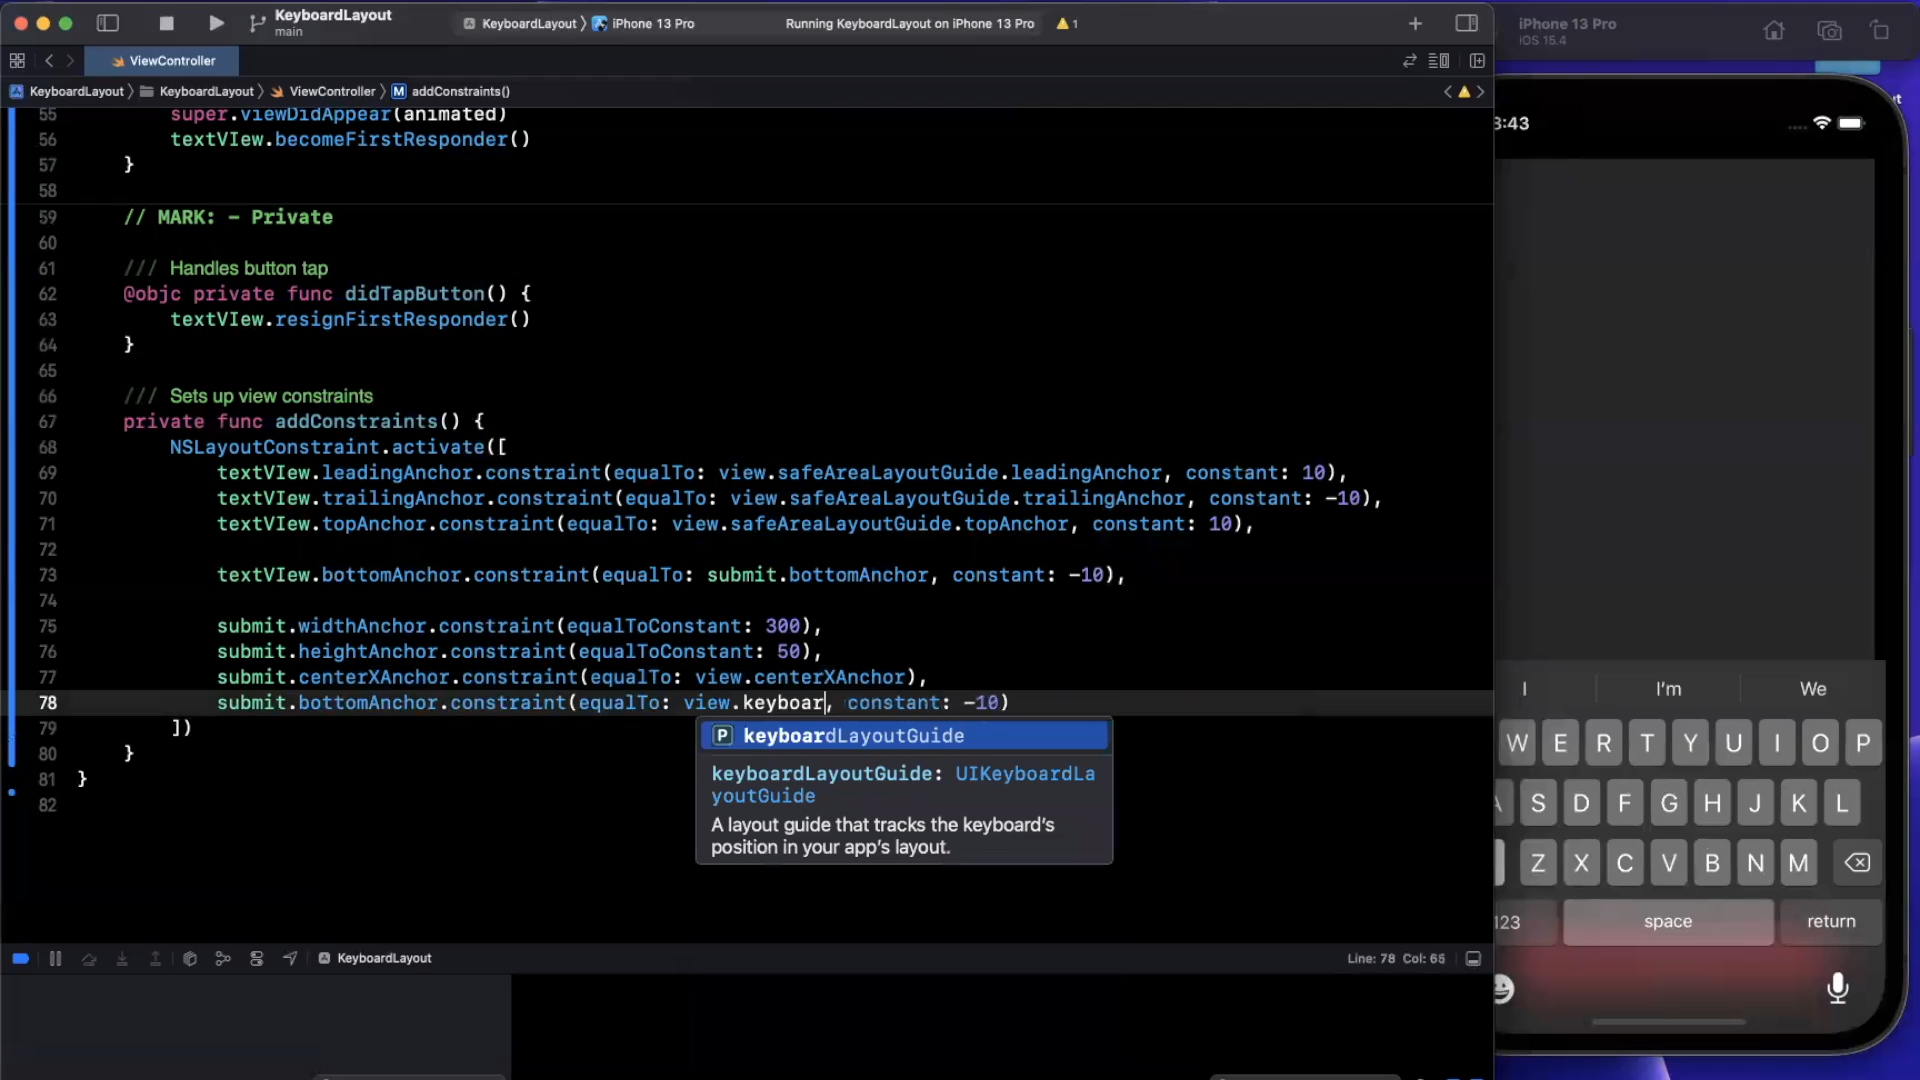 KeyboardLayout
main
KeyboardLayout 〉 iPhone 13 Pro
Running KeyboardLayout on iPhone 13 Pro
1
iPhone 13 Pro
iOS 15.4
ViewController
KeyboardLayout 〉 KeyboardLayout 〉 ViewController 〉 M addConstraints()
55 super.viewDidAppear(animated)
56 textVIew.becomeFirstResponder()
57 }
58
59 // MARK: - Private
60
61 /// Handles button tap
62 @objc private func didTapButton() {
63 textVIew.resignFirstResponder()
64 }
65
66 /// Sets up view constraints
67 private func addConstraints() {
68 NSLayoutConstraint.activate([
69 textVIew.leadingAnchor.constraint(equalTo: view.safeAreaLayoutGuide.leadingAnchor, constant: 10),
70 textVIew.trailingAnchor.constraint(equalTo: view.safeAreaLayoutGuide.trailingAnchor, constant: -10),
71 textVIew.topAnchor.constraint(equalTo: view.safeAreaLayoutGuide.topAnchor, constant: 10),
72
73 textVIew.bottomAnchor.constraint(equalTo: submit.bottomAnchor, constant: -10),
74
75 submit.widthAnchor.constraint(equalToConstant: 300),
76 submit.heightAnchor.constraint(equalToConstant: 50),
77 submit.centerXAnchor.constraint(equalTo: view.centerXAnchor),
78 submit.bottomAnchor.constraint(equalTo: view.keyboar, constant: -10)
79 ])
80 }
81 }
82
P keyboardLayoutGuide
keyboardLayoutGuide: UIKeyboardLa
youtGuide
A layout guide that tracks the keyboard's
position in your app's layout.
KeyboardLayout
Line: 78 Col: 65
3:43
I I'm We
W E R T Y U I O P
A S D F G H J K L
Z X C V B N M
123 space return